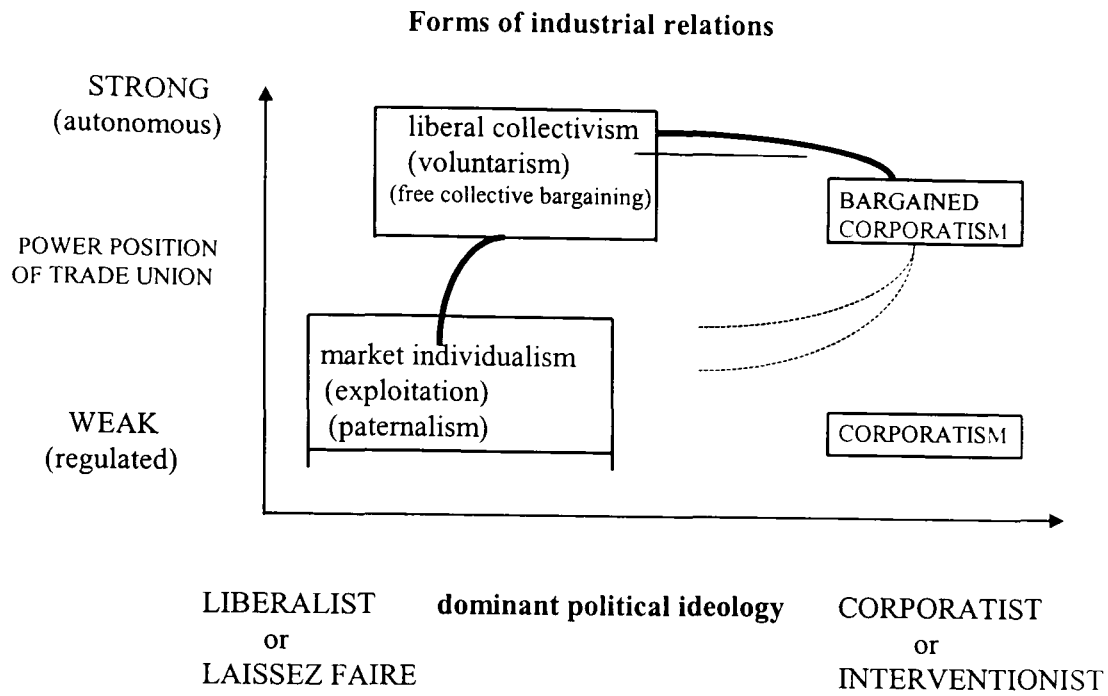 Forms of industrial relations
STRONG
(autonomous)
liberal collectivism
(voluntarism)
(free collective bargaining)
BARGAINED
CORPORATISM
POWER POSITION
OF TRADE UNION
market individualism
(exploitation)
(paternalism)
WEAK
(regulated)
CORPORATISM
LIBERALIST
or
LAISSEZ FAIRE
dominant political ideology
CORPORATIST
or
INTERVENTIONIST